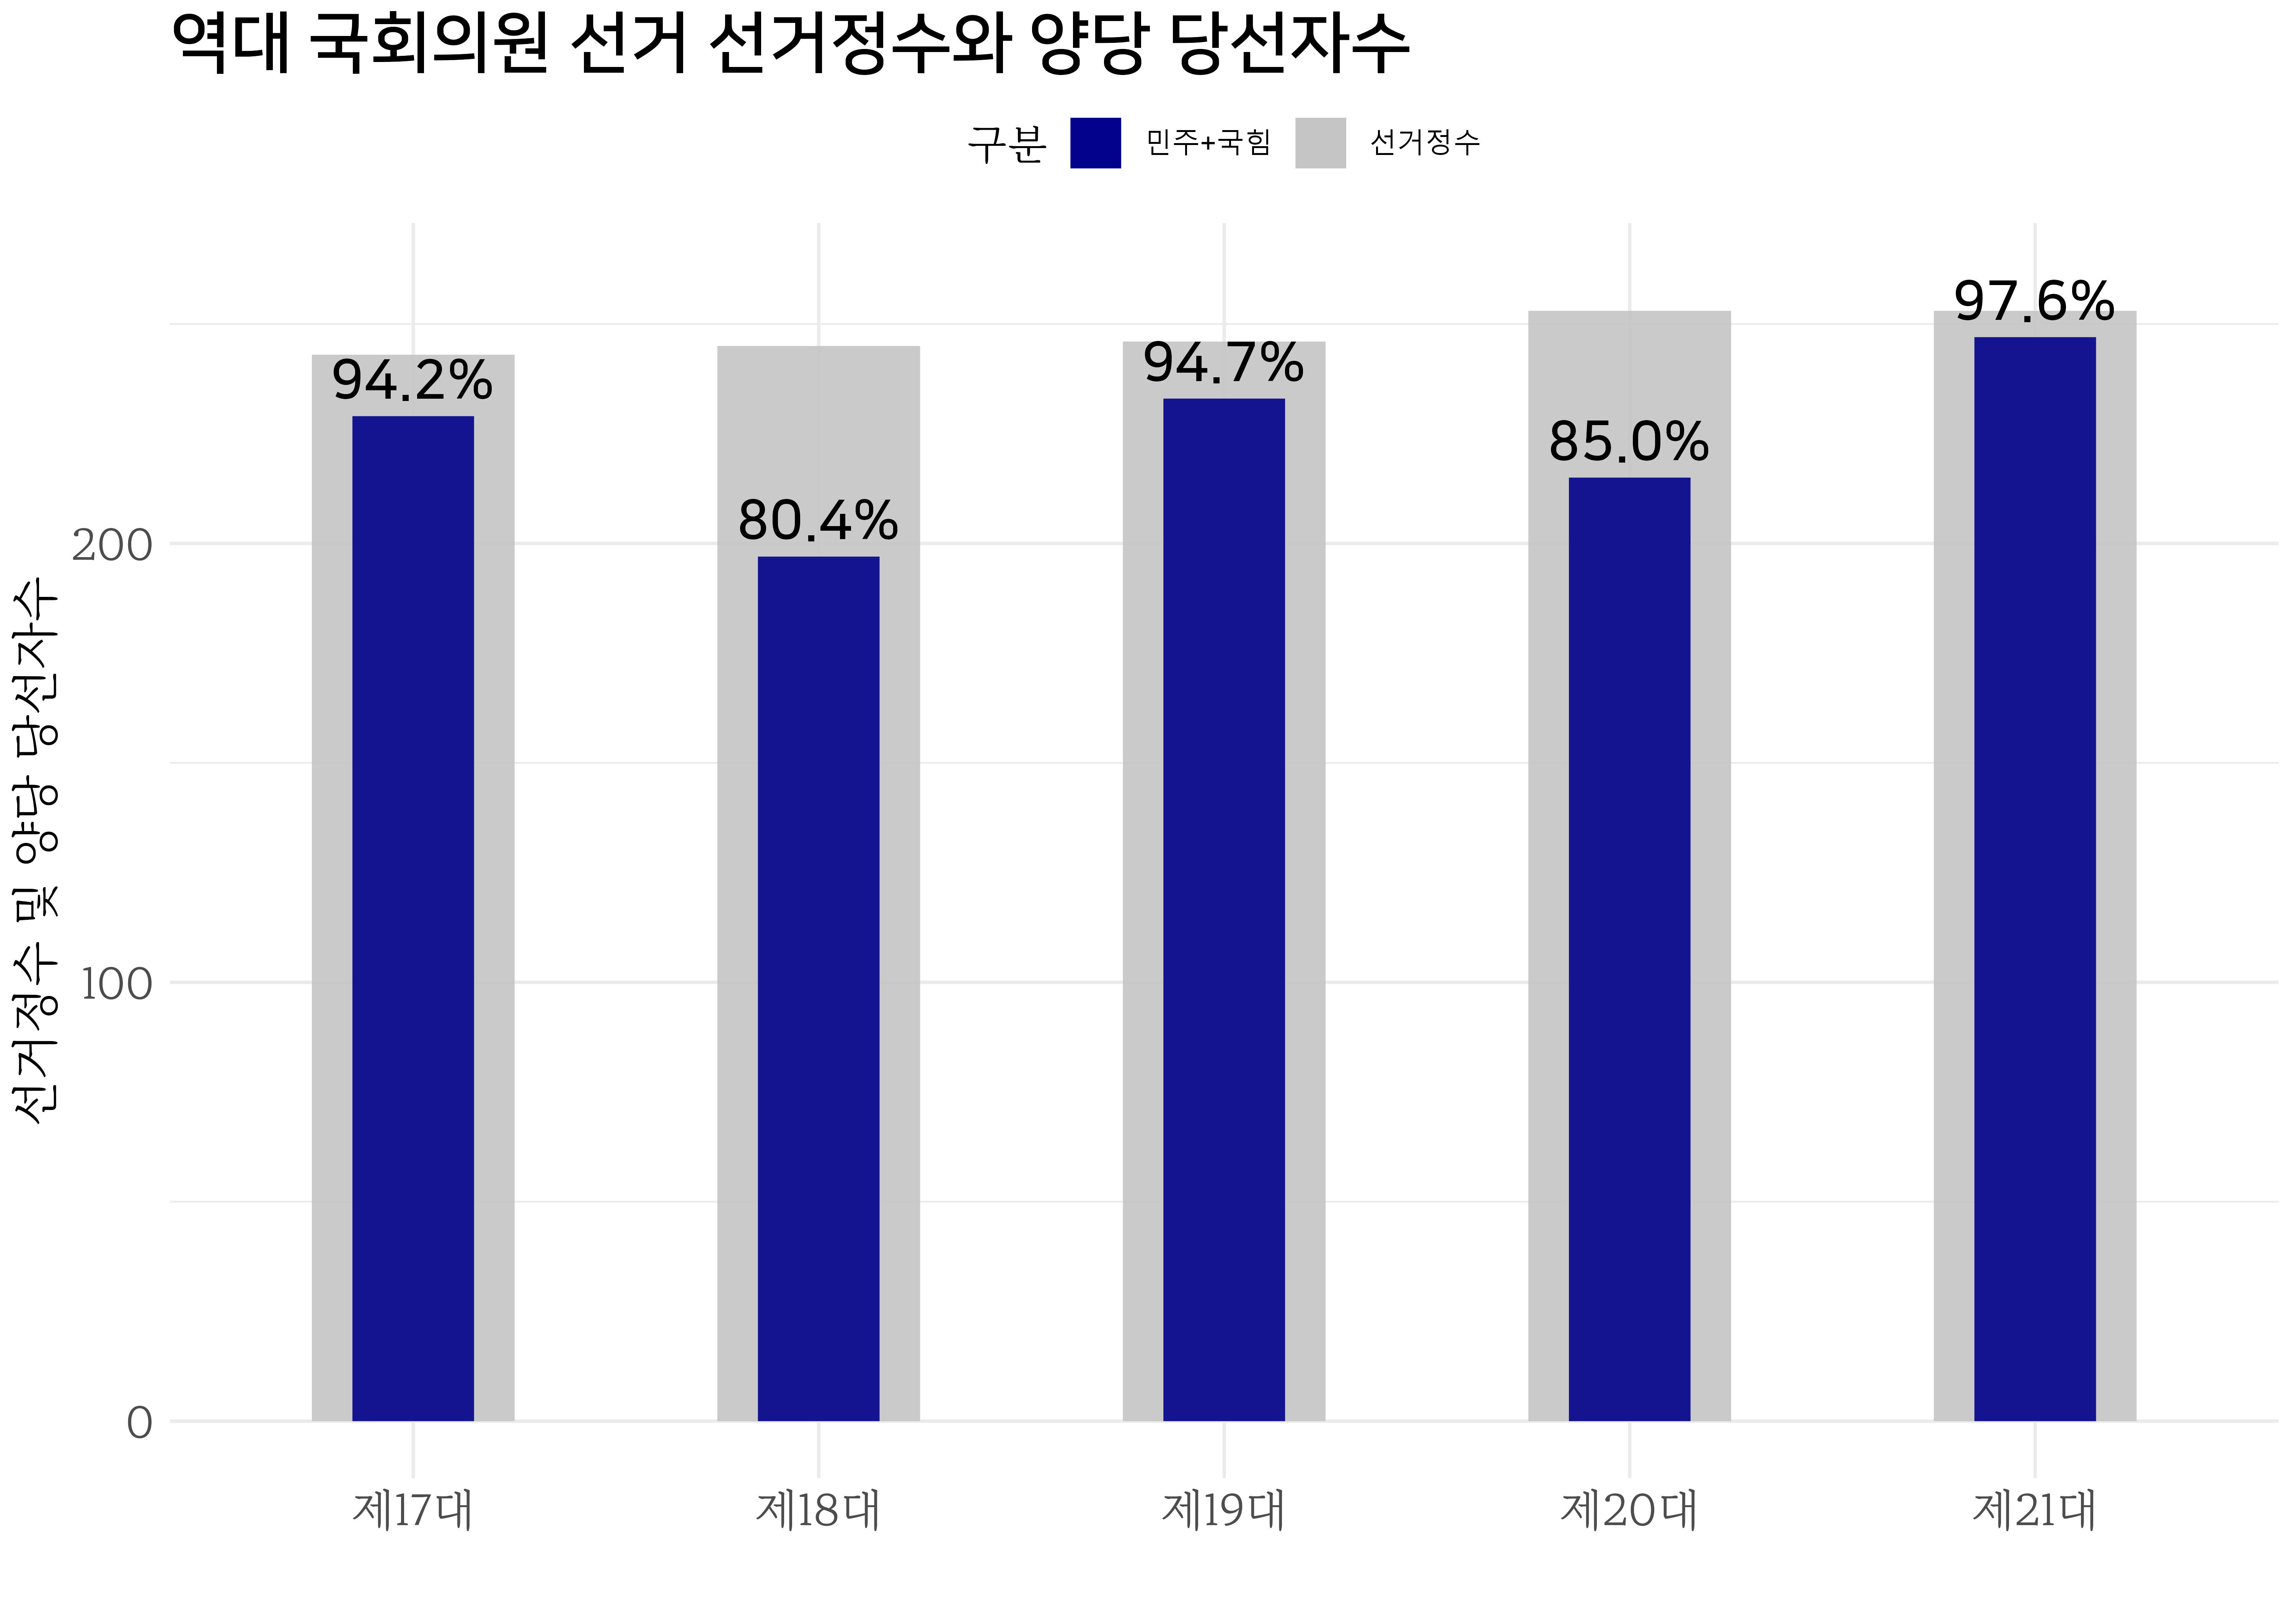 역대 국회의원 선거 선거정수와 양당 당선자수
구분 민주+국힘 선거정수
선거정수 및 양당 당선자수
200
100
0
94.2%
80.4%
94.7%
85.0%
97.6%
제17대
제18대
제19대
제20대
제21대